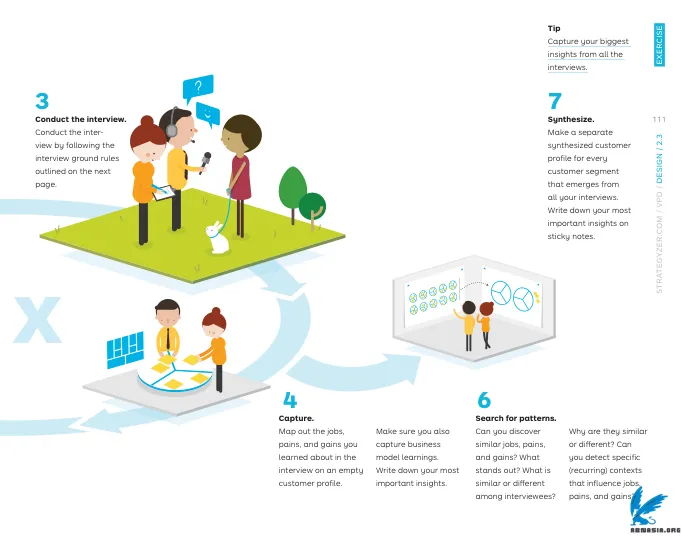 Tip
Capture your biggest
insights from all the
interviews.
EXERCISE
3
Conduct the interview.
Conduct the inter-
view by following the
interview ground rules
outlined on the next
page.
?
7
Synthesize.
Make a separate
synthesized customer
profile for every
customer segment
that emerges from
all your interviews.
Write down your most
important insights on
sticky notes.
111
STRATEGYZER.COM / VPD / DESIGN / 2.3
X
4
Capture.
Map out the jobs,
pains, and gains you
learned about in the
interview on an empty
customer profile.
Make sure you also
capture business
model learnings.
Write down your most
important insights.
6
Search for patterns.
Can you discover
similar jobs, pains,
and gains? What
stands out? What is
similar or different
among interviewees?
Why are they similar
or different? Can
you detect specific
(recurring) contexts
that influence jobs,
pains, and gains?
ABNASIA.ORG